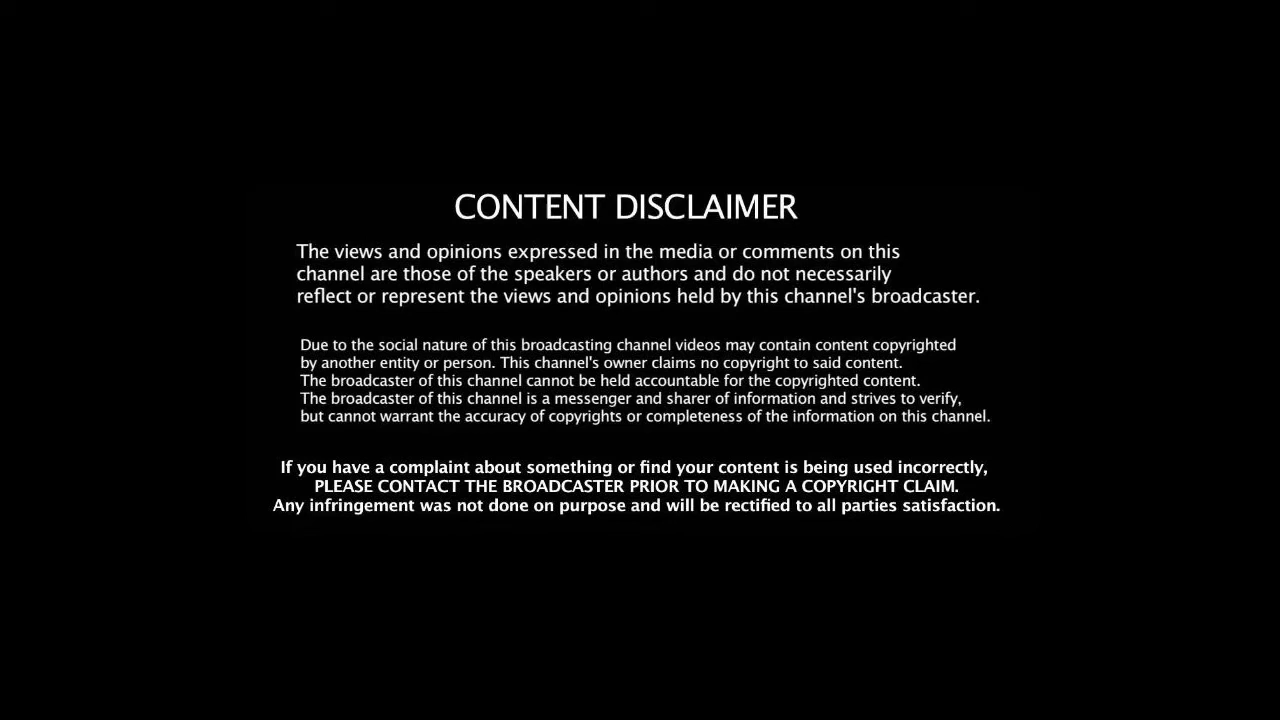 CONTENT DISCLAIMER
The views and opinions expressed in the media or comments on this
channel are those of the speakers or authors and do not necessarily
reflect or represent the views and opinions held by this channel's broadcaster.
Due to the social nature of this broadcasting channel videos may contain content copyrighted
by another entity or person. This channel's owner claims no copyright to said content.
The broadcaster of this channel cannot be held accountable for the copyrighted content.
The broadcaster of this channel is a messenger and sharer of information and strives to verify,
but cannot warrant the accuracy of copyrights or completeness of the information on this channel.
If you have a complaint about something or find your content is being used incorrectly,
PLEASE CONTACT THE BROADCASTER PRIOR TO MAKING A COPYRIGHT CLAIM.
Any infringement was not done on purpose and will be rectified to all parties satisfaction.